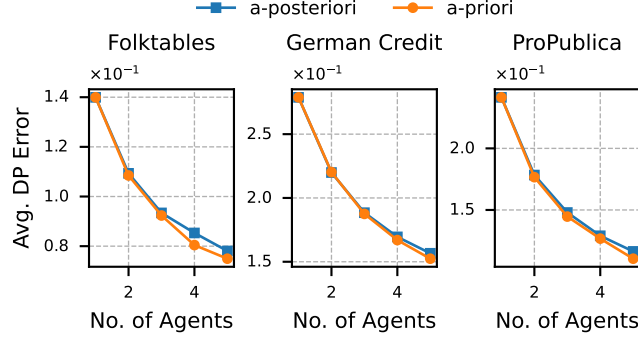 a-posteriori a-priori
Folktables German Credit ProPublica
×10⁻¹ ×10⁻¹ ×10⁻¹
Avg. DP Error
1.4
1.2
1.0
0.8
2.5
2.0
1.5
2.0
1.5
2 4 2 4 2 4
No. of Agents No. of Agents No. of Agents